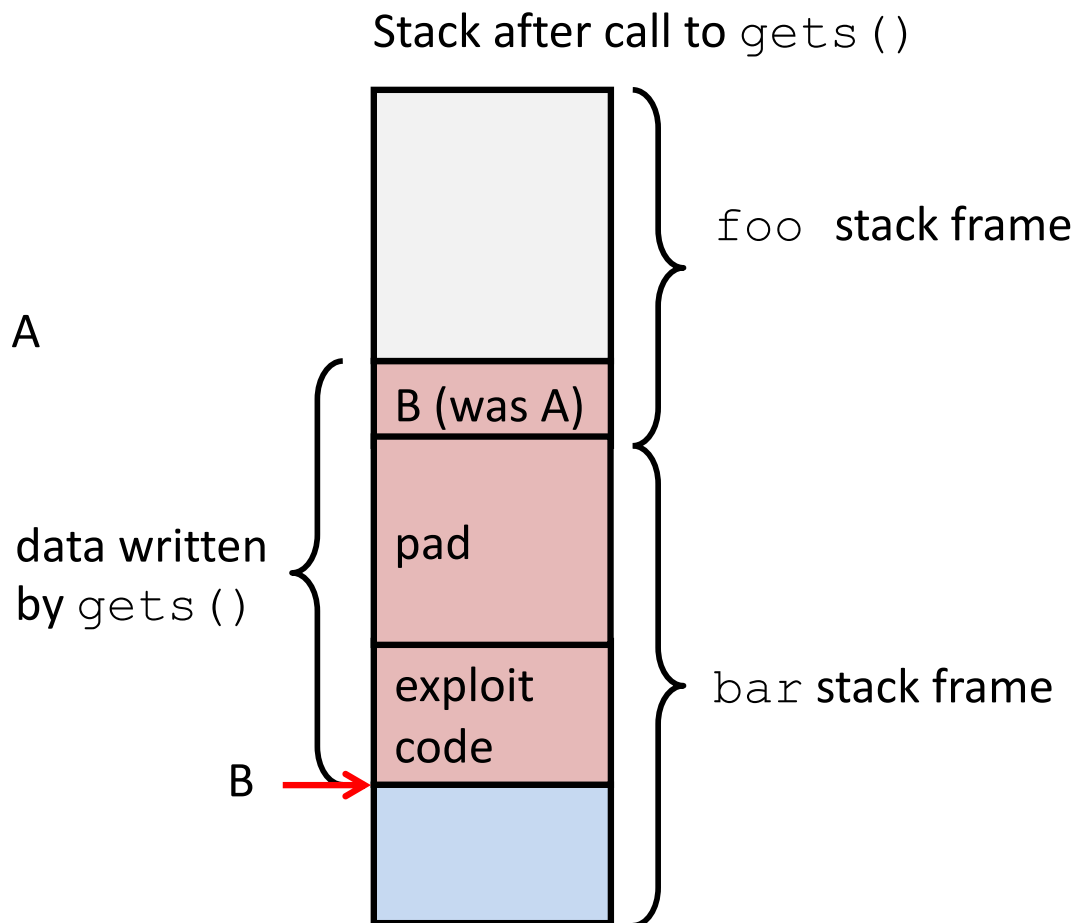 Stack after call to gets()
foo stack frame
A
B (was A)
data written
by gets()
pad
exploit
code
bar stack frame
B